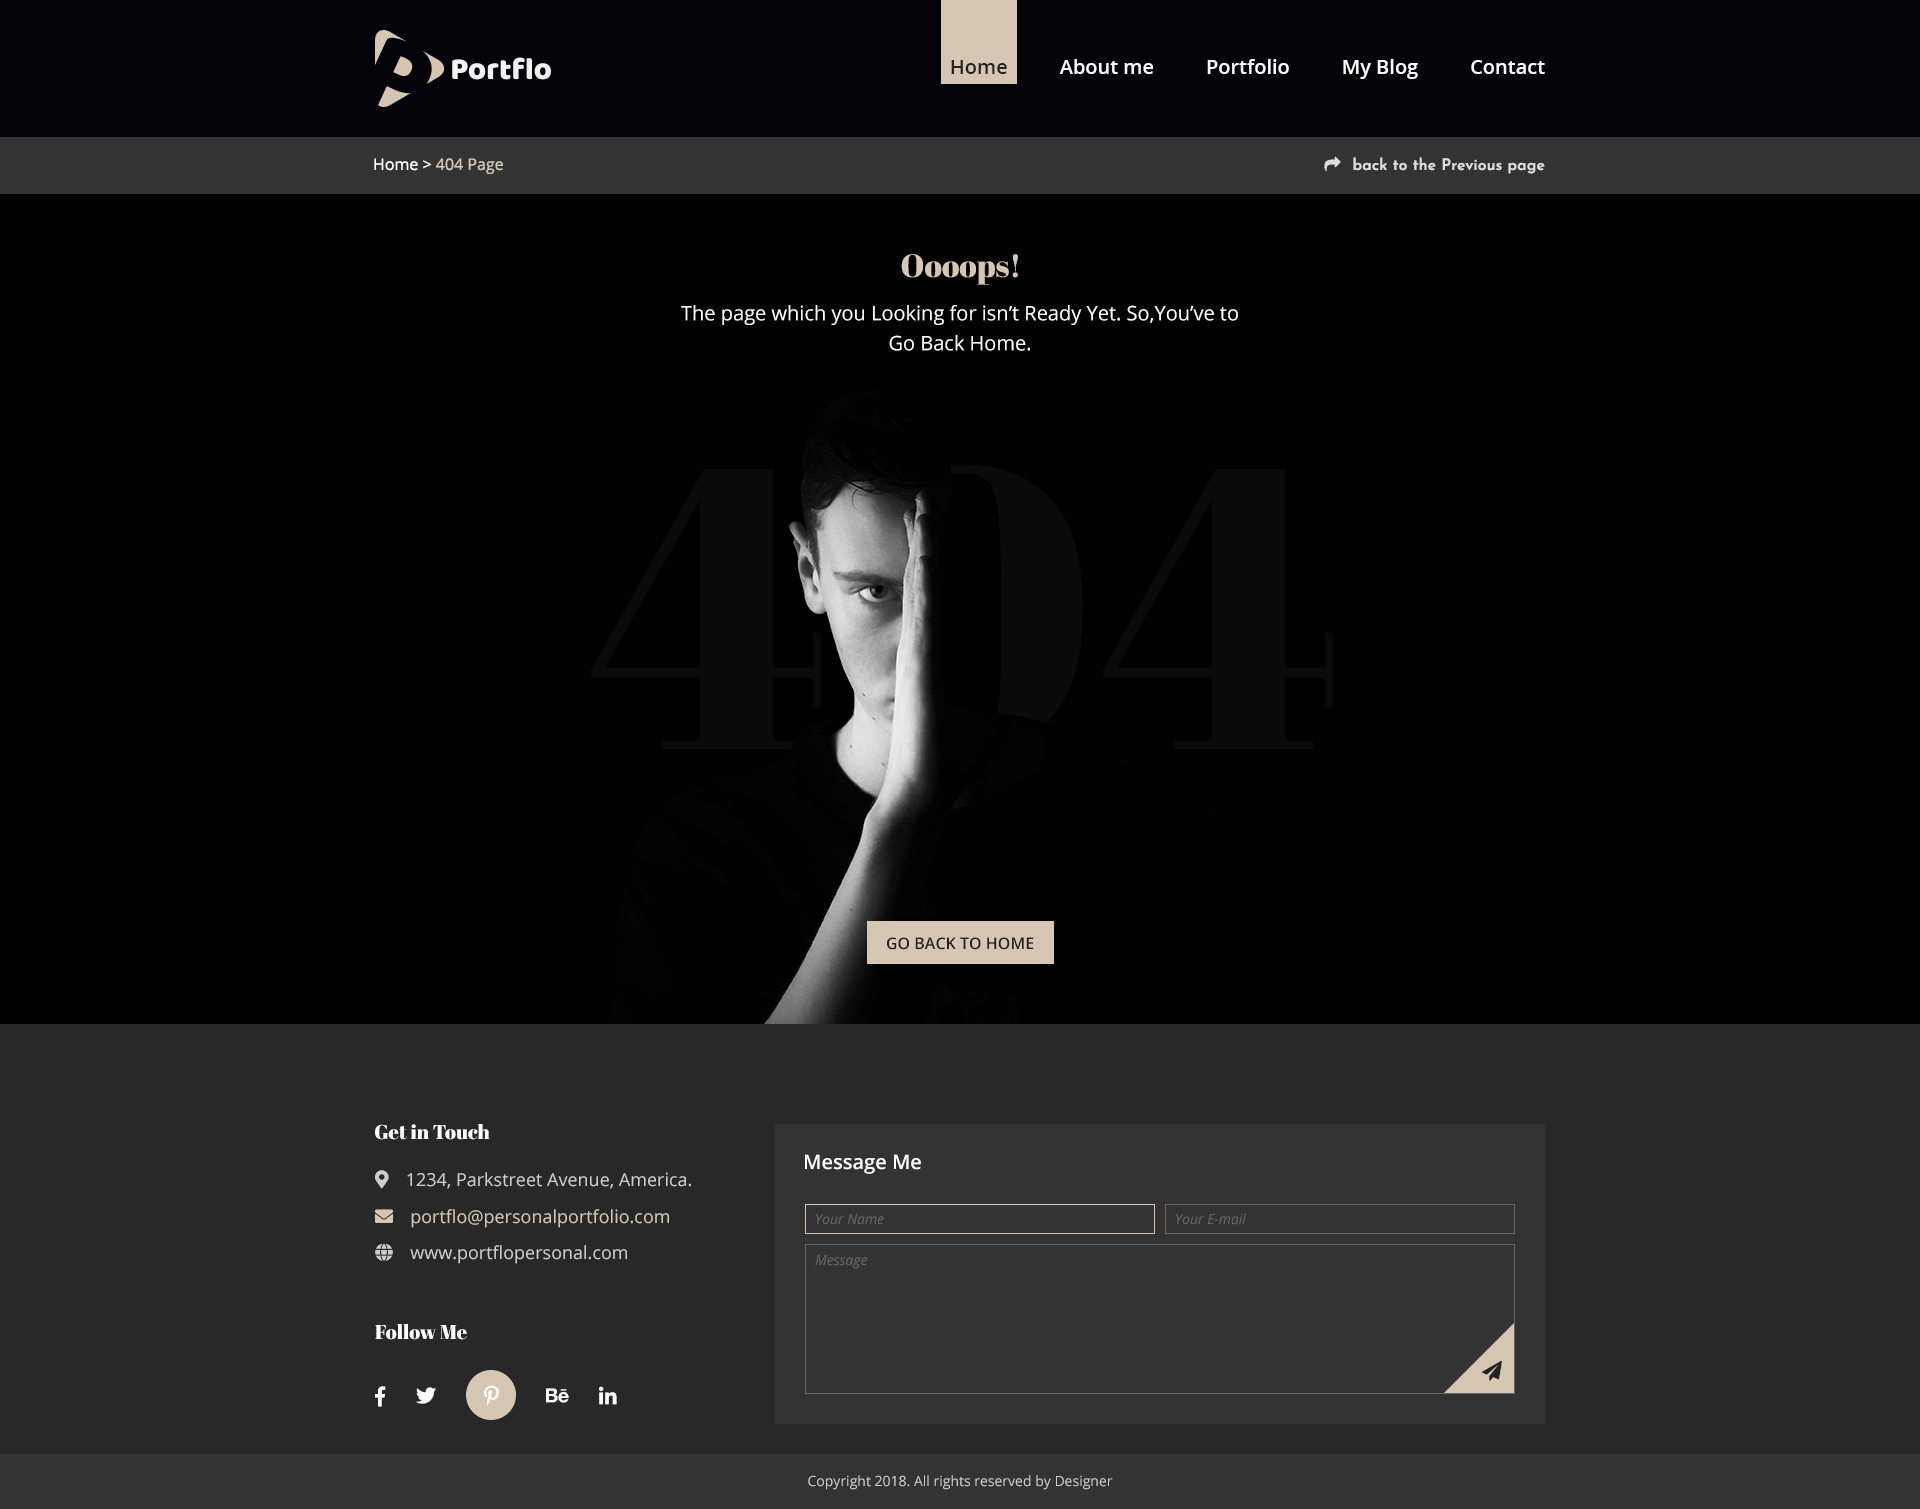 Portflo
Home
About me
Portfolio
My Blog
Contact
Home > 404 Page
back to the Previous page
Oooops!
The page which you Looking for isn’t Ready Yet. So,You’ve to
Go Back Home.
404
GO BACK TO HOME
Get in Touch
1234, Parkstreet Avenue, America.
portflo@personalportfolio.com
www.portflopersonal.com
Follow Me
Bē
in
Message Me
Your Name
Your E-mail
Message
Copyright 2018. All rights reserved by Designer